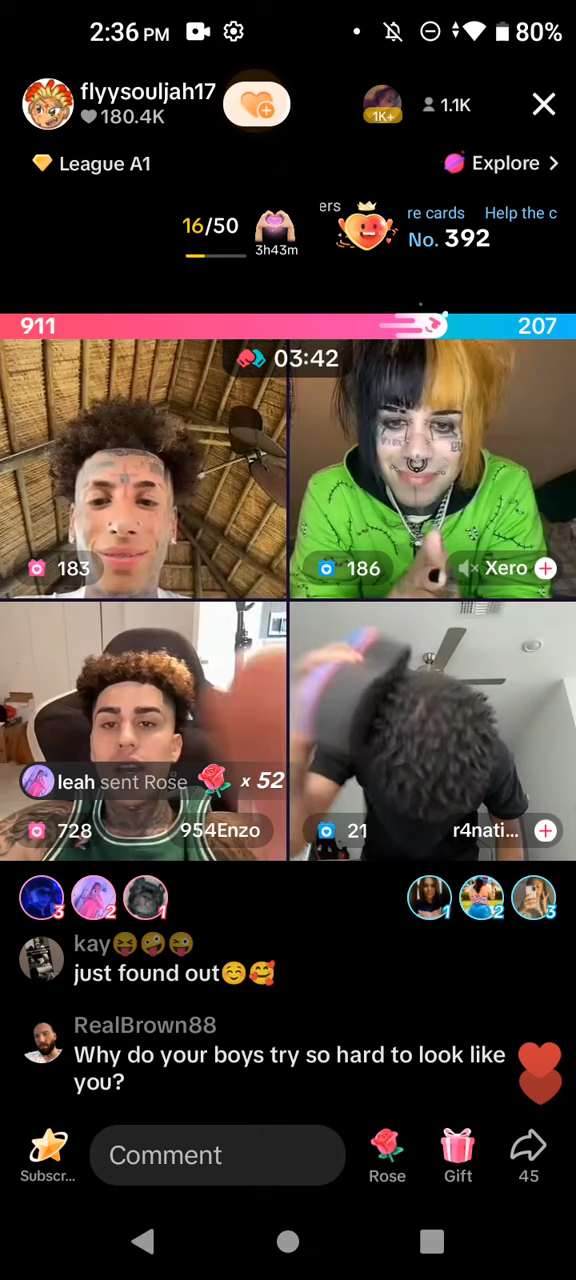 2:36 PM
80%
flyysouljah17
180.4K
1K+
1.1K
League A1
Explore
16/50
3h43m
ers
re cards Help the c
No. 392
911
207
03:42
183
186
Xero
leah sent Rose x 52
728
954Enzo
21
r4nati...
3
2
1
1
2
3
kay😝🤪😜
just found out☺️🥰
RealBrown88
Why do your boys try so hard to look like
you?
Subscr...
Comment
Rose
Gift
45